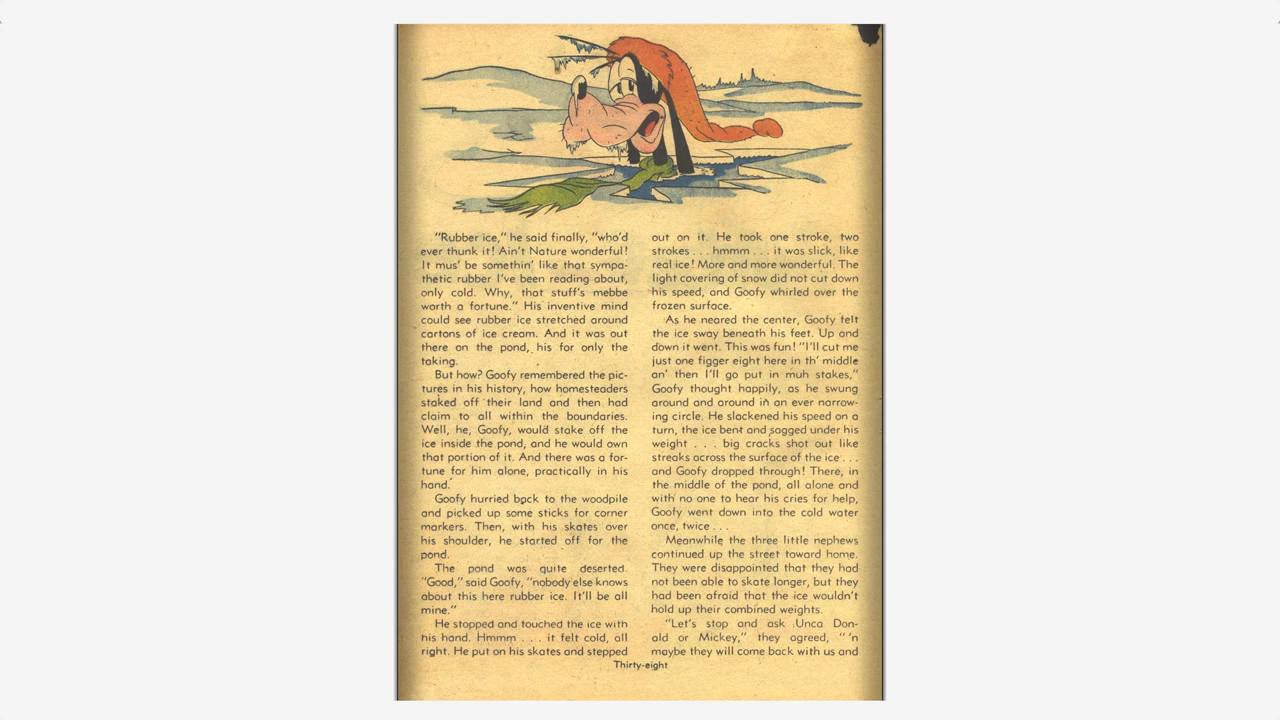 "Rubber ice," he said finally, "who'd
ever thunk it! Ain't Nature wonderful!
It mus' be somethin' like that sympa-
thetic rubber I've been reading about,
only cold. Why, that stuff's mebbe
worth a fortune." His inventive mind
could see rubber ice stretched around
cartons of ice cream. And it was out
there on the pond, his for only the
taking.
But how? Goofy remembered the pic-
tures in his history, how homesteaders
staked off their land and then had
claim to all within the boundaries.
Well, he, Goofy, would stake off the
ice inside the pond, and he would own
that portion of it. And there was a for-
tune for him alone, practically in his
hand.
Goofy hurried back to the woodpile
and picked up some sticks for corner
markers. Then, with his skates over
his shoulder, he started off for the
pond.
The pond was quite deserted.
"Good," said Goofy, "nobody else knows
about this here rubber ice. It'll be all
mine."
He stopped and touched the ice with
his hand. Hmmm . . . it felt cold, all
right. He put on his skates and stepped
out on it. He took one stroke, two
strokes . . . hmmm . . . it was slick, like
real ice! More and more wonderful. The
light covering of snow did not cut down
his speed, and Goofy whirled over the
frozen surface.
As he neared the center, Goofy felt
the ice sway beneath his feet. Up and
down it went. This was fun! "I'll cut me
just one figger eight here in th' middle
an' then I'll go put in muh stakes,"
Goofy thought happily, as he swung
around and around in an ever narrow-
ing circle. He slackened his speed on a
turn, the ice bent and sagged under his
weight . . . big cracks shot out like
streaks across the surface of the ice . . .
and Goofy dropped through! There, in
the middle of the pond, all alone and
with no one to hear his cries for help,
Goofy went down into the cold water
once, twice . . .
Meanwhile the three little nephews
continued up the street toward home.
They were disappointed that they had
not been able to skate longer, but they
had been afraid that the ice wouldn't
hold up their combined weights.
"Let's stop and ask Unca Don-
ald or Mickey," they agreed, " 'n
maybe they will come back with us and
Thirty-eight